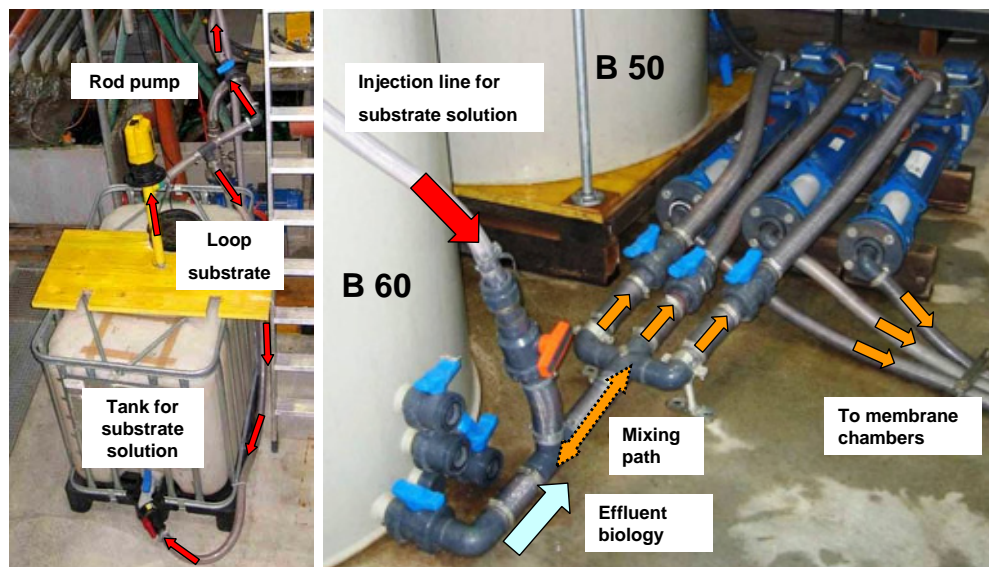 Rod pump
Loop
substrate
Tank for
substrate
solution
Injection line for
substrate solution
B 50
B 60
Mixing
path
Effluent
biology
To membrane
chambers